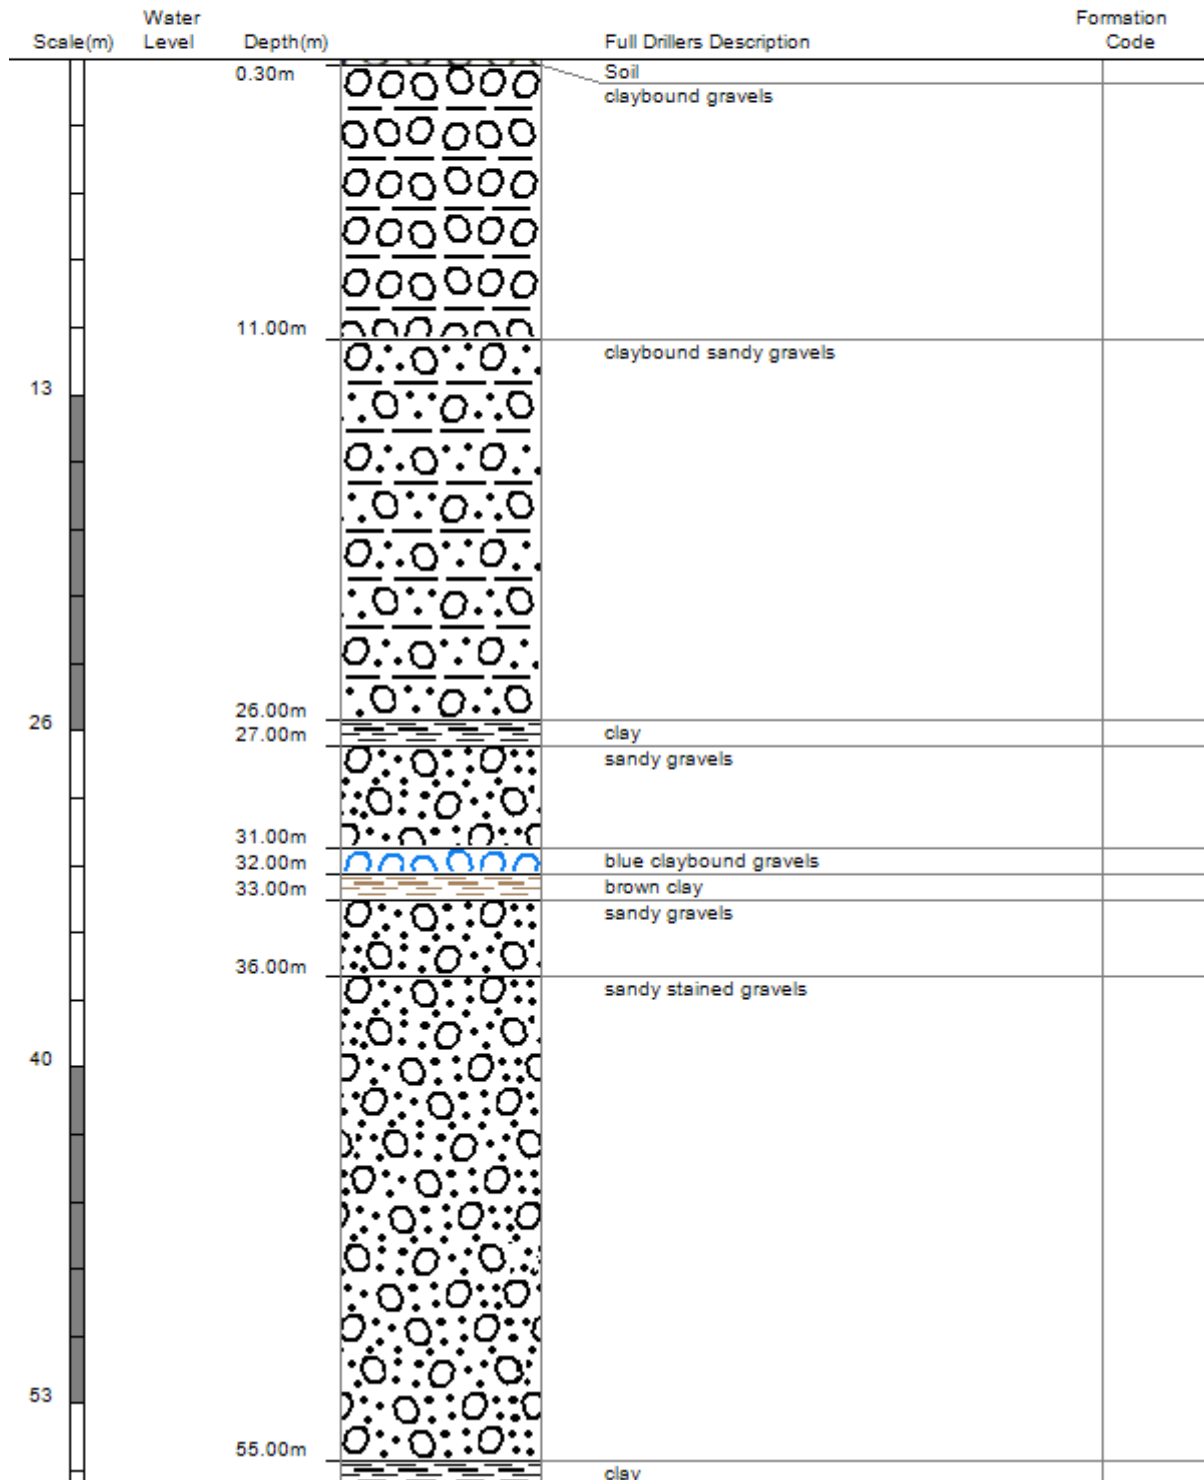 Water
Formation
Scale(m) Level Depth(m) Full Drillers Description Code
0.30m Soil
claybound gravels
11.00m
claybound sandy gravels
13
26.00m
26
27.00m clay
sandy gravels
31.00m
32.00m blue claybound gravels
33.00m brown clay
sandy gravels
36.00m
sandy stained gravels
40
53
55.00m
clay